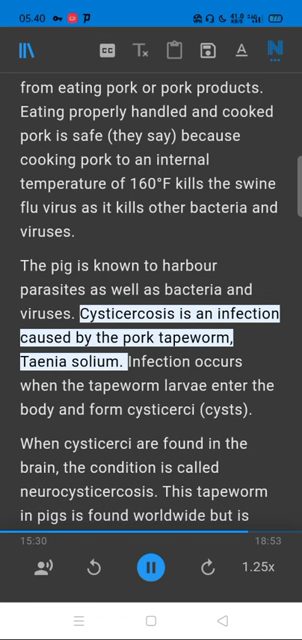 05.40
from eating pork or pork products.
Eating properly handled and cooked
pork is safe (they say) because
cooking pork to an internal
temperature of 160°F kills the swine
flu virus as it kills other bacteria and
viruses.
The pig is known to harbour
parasites as well as bacteria and
viruses. Cysticercosis is an infection
caused by the pork tapeworm,
Taenia solium. Infection occurs
when the tapeworm larvae enter the
body and form cysticerci (cysts).
When cysticerci are found in the
brain, the condition is called
neurocysticercosis. This tapeworm
in pigs is found worldwide but is
15:30 18:53
1.25x